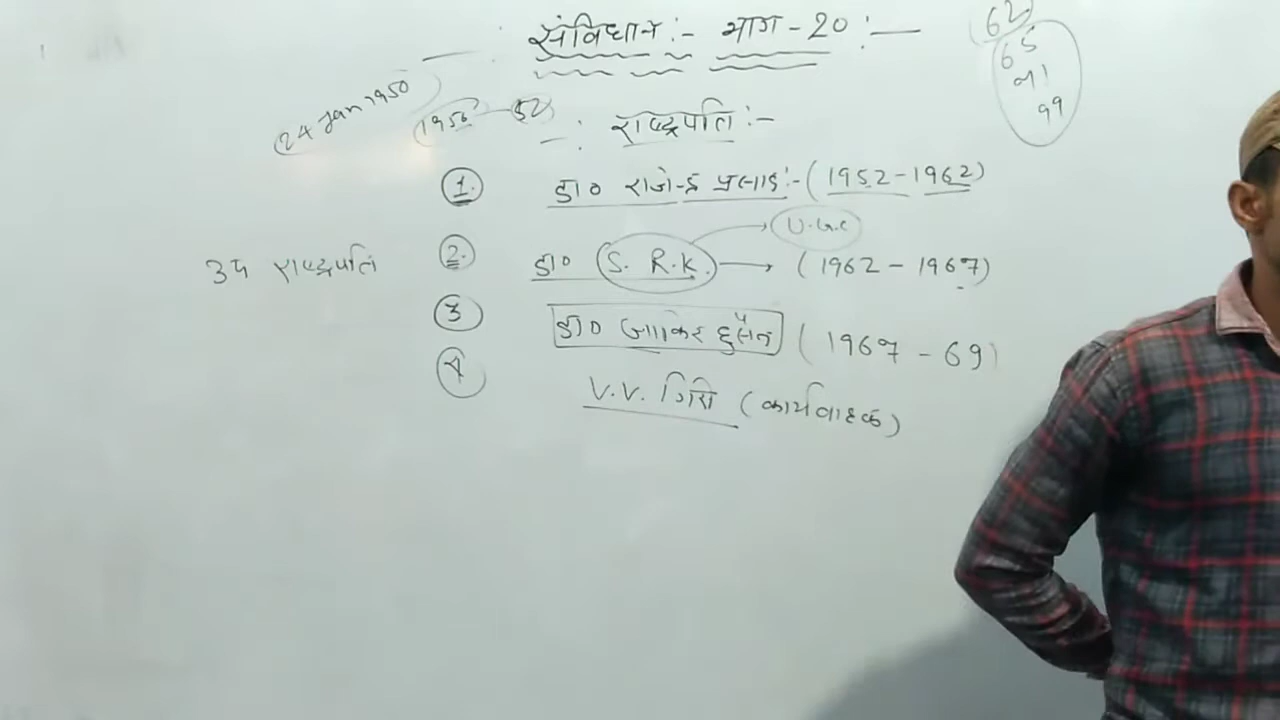 संविधान :- भाग - 20 :-
62
65
41
99
24 Jan 1950
1950 - 52
:- राष्ट्रपति :-
1. डा० राजेन्द्र प्रसाद :- (1952 - 1962)
U.G.C
उप राष्ट्रपति 2. डा० S. R.K. → (1962 - 1967)
3 डा० जाकिर हुसैन (1967 - 69)
4 V.V. गिरि (कार्यवाहक)